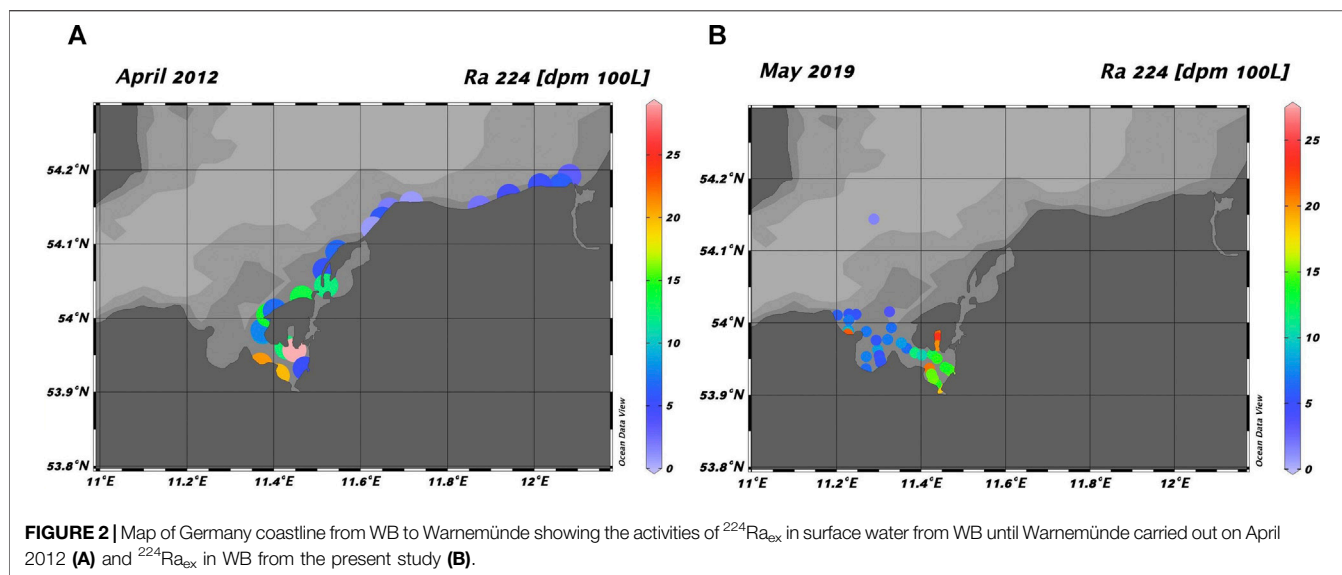 A
April 2012
Ra 224 [dpm 100L]
54.2°N
54.1°N
54°N
53.9°N
53.8°N
11°E
11.2°E
11.4°E
11.6°E
11.8°E
12°E
25
20
15
10
5
0
Ocean Data View
B
May 2019
Ra 224 [dpm 100L]
54.2°N
54.1°N
54°N
53.9°N
53.8°N
11°E
11.2°E
11.4°E
11.6°E
11.8°E
12°E
25
20
15
10
5
0
Ocean Data View
FIGURE 2 | Map of Germany coastline from WB to Warnemünde showing the activities of ²²⁴Raₑₓ in surface water from WB until Warnemünde carried out on April
2012 (A) and ²²⁴Raₑₓ in WB from the present study (B).